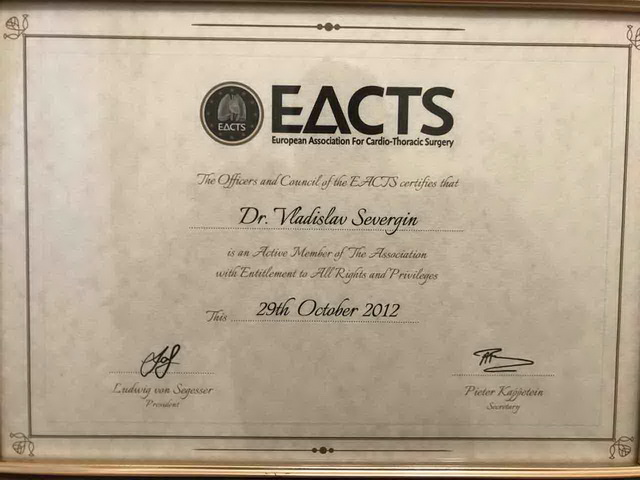 EACTS
EΔCTS
European Association For Cardio-Thoracic Surgery
The Officers and Council of the EACTS certifies that
Dr. Vladislav Severgin
is an Active Member of The Association
with Entitlement to All Rights and Privileges
This 29th October 2012
Ludwig von Segesser
President
Pieter Kappetein
Secretary